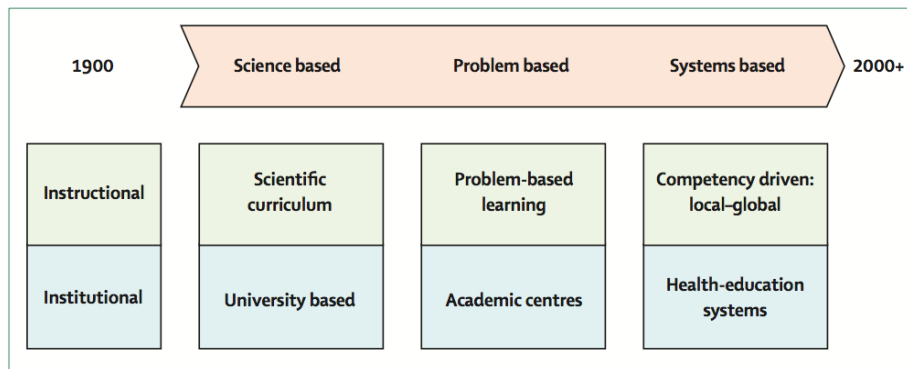 1900
Science based
Problem based
Systems based
2000+
Instructional
Scientific
curriculum
Problem-based
learning
Competency driven:
local–global
Institutional
University based
Academic centres
Health-education
systems